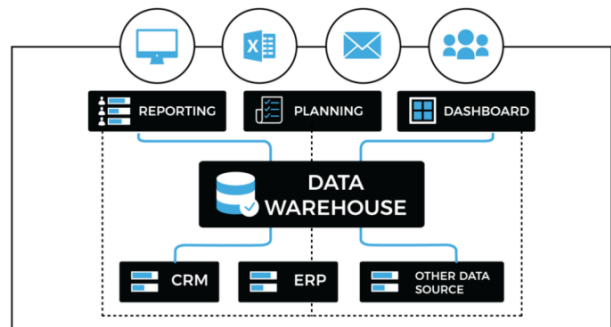 X
REPORTING
PLANNING
DASHBOARD
DATA
WAREHOUSE
CRM
ERP
OTHER DATA
SOURCE